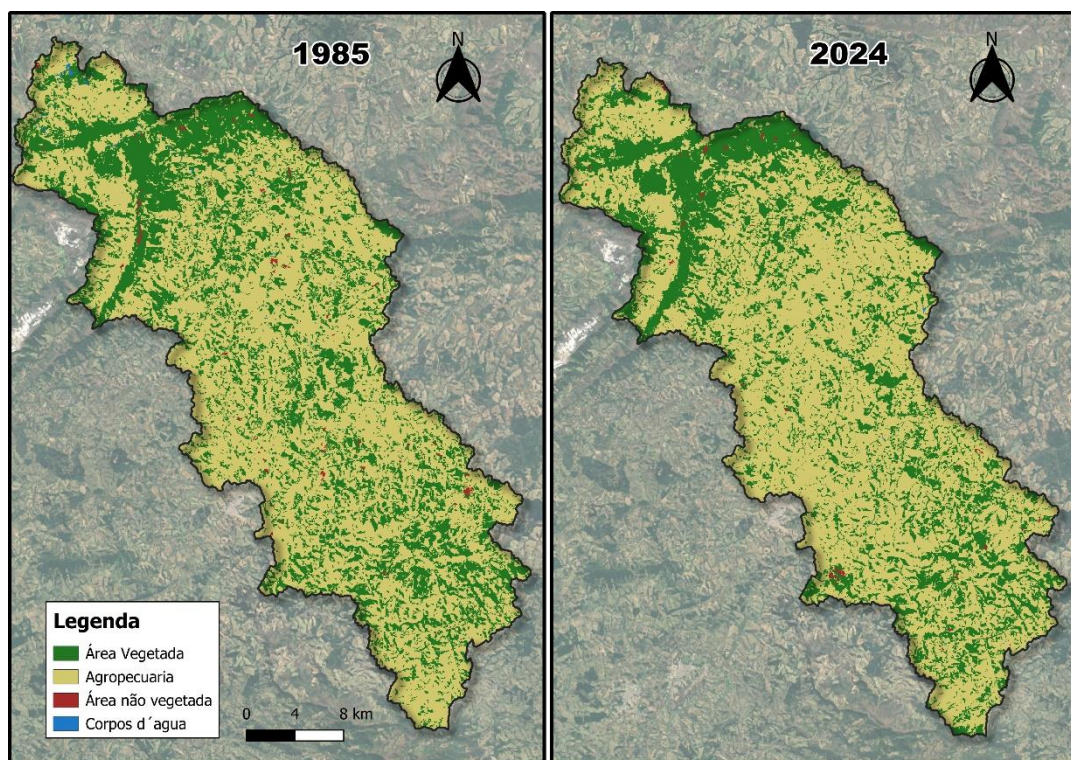 1985
N
2024
N
Legenda
Área Vegetada
Agropecuaria
Área não vegetada
Corpos d´agua
0 4 8 km